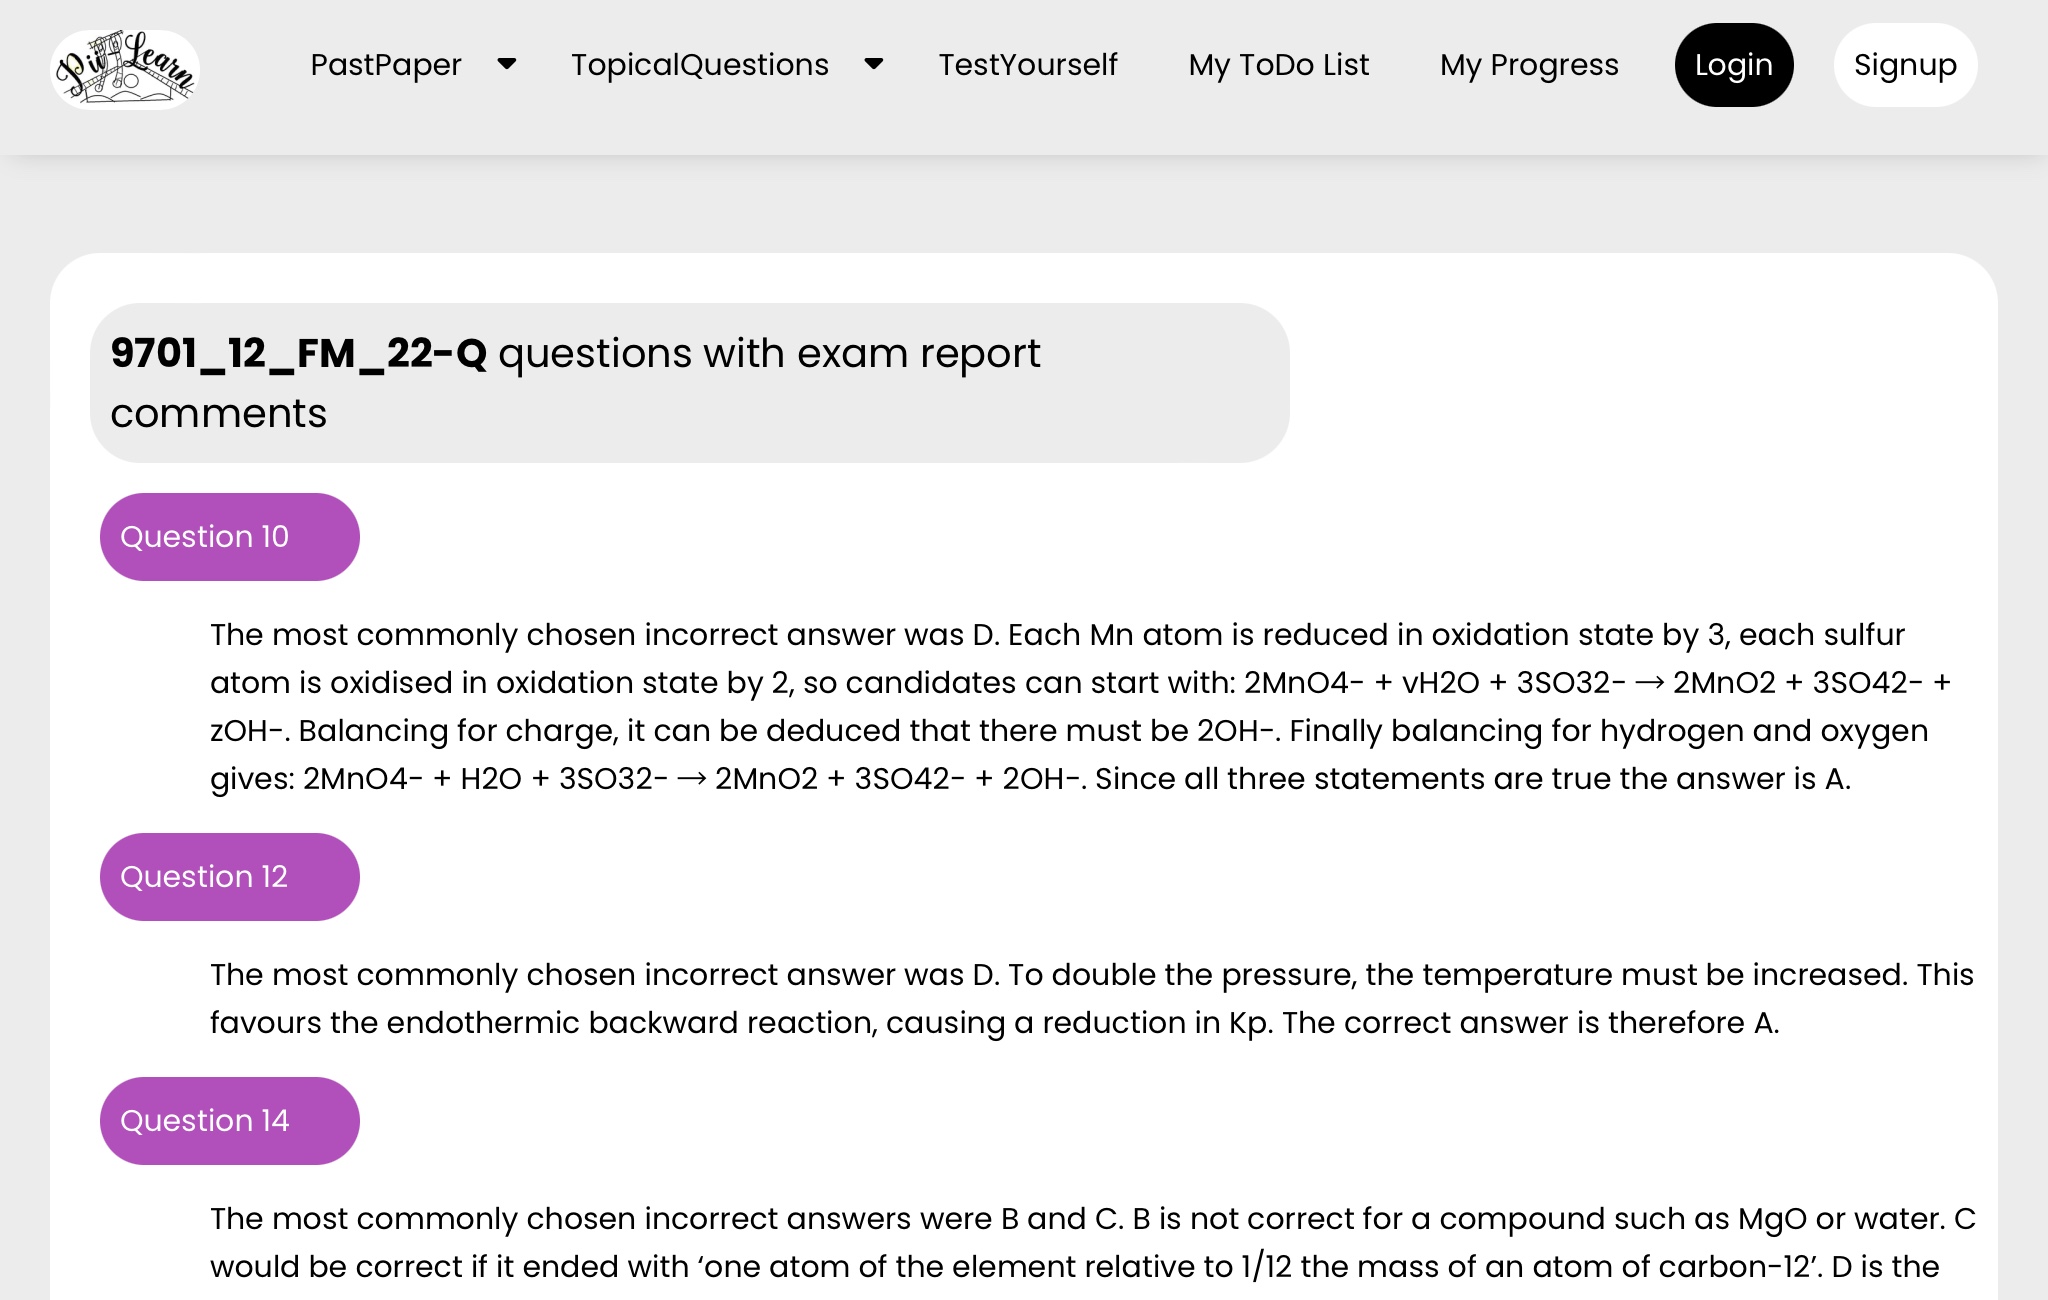 Div Learn
PastPaper
TopicalQuestions
TestYourself
My ToDo List
My Progress
Login
Signup
9701_12_FM_22-Q questions with exam report
comments
Question 10
The most commonly chosen incorrect answer was D. Each Mn atom is reduced in oxidation state by 3, each sulfur
atom is oxidised in oxidation state by 2, so candidates can start with: 2MnO4− + vH2O + 3SO32− → 2MnO2 + 3SO42− +
zOH−. Balancing for charge, it can be deduced that there must be 2OH−. Finally balancing for hydrogen and oxygen
gives: 2MnO4− + H2O + 3SO32− → 2MnO2 + 3SO42− + 2OH−. Since all three statements are true the answer is A.
Question 12
The most commonly chosen incorrect answer was D. To double the pressure, the temperature must be increased. This
favours the endothermic backward reaction, causing a reduction in Kp. The correct answer is therefore A.
Question 14
The most commonly chosen incorrect answers were B and C. B is not correct for a compound such as MgO or water. C
would be correct if it ended with ‘one atom of the element relative to 1/12 the mass of an atom of carbon-12’. D is the